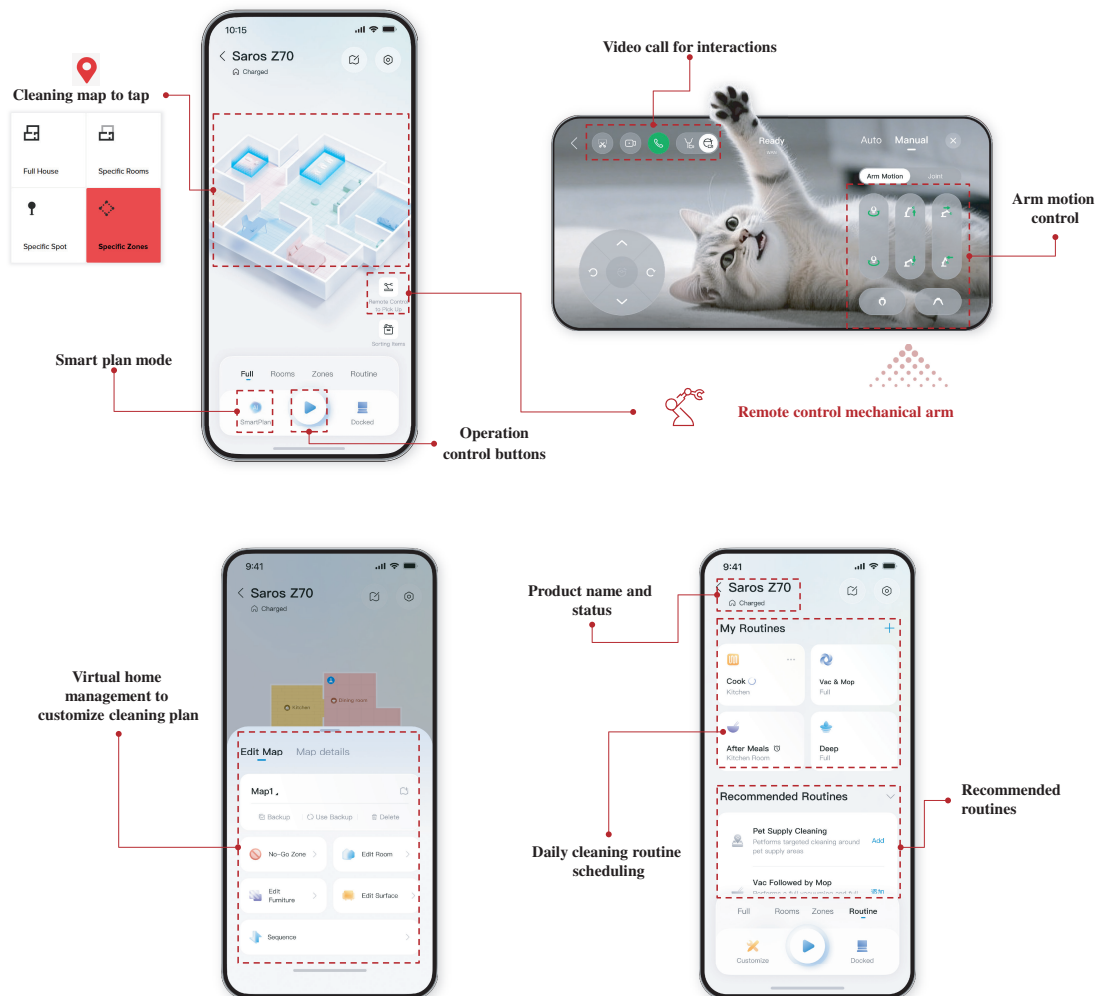 10:15
Saros Z70
Charged
Cleaning map to tap
Full House
Specific Rooms
Specific Spot
Specific Zones
Remote Control
to Pick Up
Sorting Items
Smart plan mode
Full Rooms Zones Routine
SmartPlan
Docked
Operation
control buttons
Video call for interactions
Ready
Auto Manual
Arm Motion Joint
Arm motion
control
Remote control mechanical arm
9:41
Saros Z70
Charged
Kitchen
Dining room
Virtual home
management to
customize cleaning plan
Edit Map Map details
Map1
Backup Use Backup Delete
No-Go Zone
Edit Room
Edit
Furniture
Edit Surface
Sequence
9:41
Saros Z70
Charged
Product name and
status
My Routines
Cook
Kitchen
Vac & Mop
Full
After Meals
Kitchen Room
Deep
Full
Recommended Routines
Recommended
routines
Pet Supply Cleaning
Petforms targeted cleaning around
pet supply areas
Add
Daily cleaning routine
scheduling
Vac Followed by Mop
Performs a full vacuuming and full
添加
Full Rooms Zones Routine
Customize
Docked